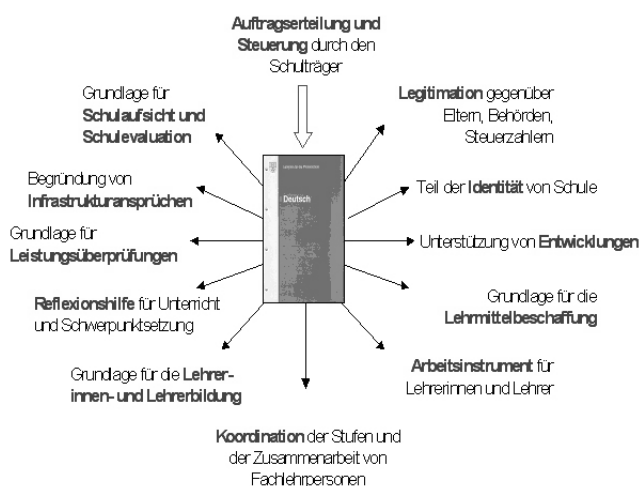 Auftragserteilung und
Steuerung durch den
Schulträger
Grundlage für
Schulaufsicht und
Schulevaluation
Legitimation gegenüber
Eltern, Behörden,
Steuerzahlern
Begründung von
Infrastrukturansprüchen
Deutsch
Teil der Identität von Schule
Grundlage für
Leistungsüberprüfungen
Unterstützung von Entwicklungen
Reflexionshilfe für Unterricht
und Schwerpunktsetzung
Grundlage für die
Lehrmittelbeschaffung
Grundlage für die Lehrer-
innen- und Lehrerbildung
Arbeitsinstrument für
Lehrerinnen und Lehrer
Koordination der Stufen und
der Zusammenarbeit von
Fachlehrpersonen